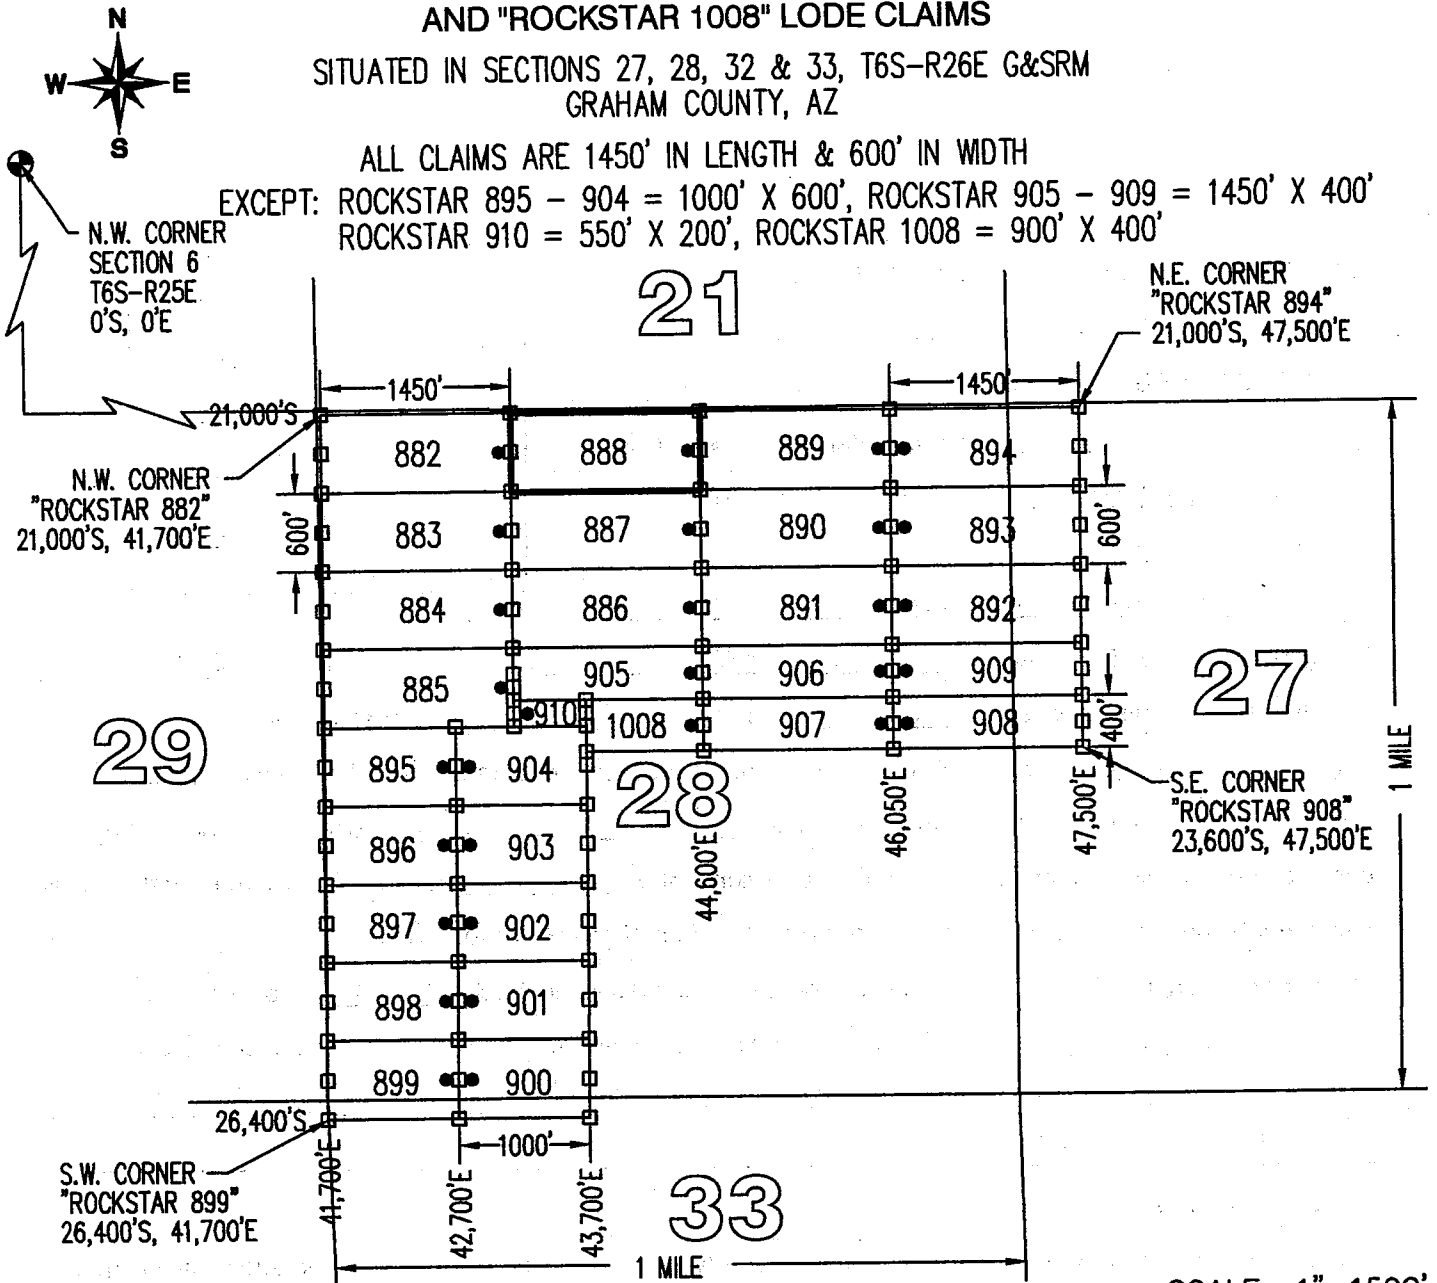 N
W E
S
AND "ROCKSTAR 1008" LODE CLAIMS
SITUATED IN SECTIONS 27, 28, 32 & 33, T6S-R26E G&SRM
GRAHAM COUNTY, AZ
ALL CLAIMS ARE 1450' IN LENGTH & 600' IN WIDTH
EXCEPT: ROCKSTAR 895 - 904 = 1000' X 600', ROCKSTAR 905 - 909 = 1450' X 400'
ROCKSTAR 910 = 550' X 200', ROCKSTAR 1008 = 900' X 400'
N.W. CORNER
SECTION 6
T6S-R25E
0'S, 0'E
21
N.E. CORNER
"ROCKSTAR 894"
21,000'S, 47,500'E
1450' 1450'
21,000'S
882 888 889 894
N.W. CORNER
"ROCKSTAR 882"
21,000'S, 41,700'E
600'
883 887 890 893
600'
884 886 891 892
885 905 906 909
910 1008 907 908
400'
27
29
28
895 904
896 903
897 902
898 901
899 900
44,600'E
46,050'E
47,500'E
S.E. CORNER
"ROCKSTAR 908"
23,600'S, 47,500'E
1 MILE
26,400'S
1000'
S.W. CORNER
"ROCKSTAR 899"
26,400'S, 41,700'E
41,700'E
42,700'E
43,700'E
33
1 MILE